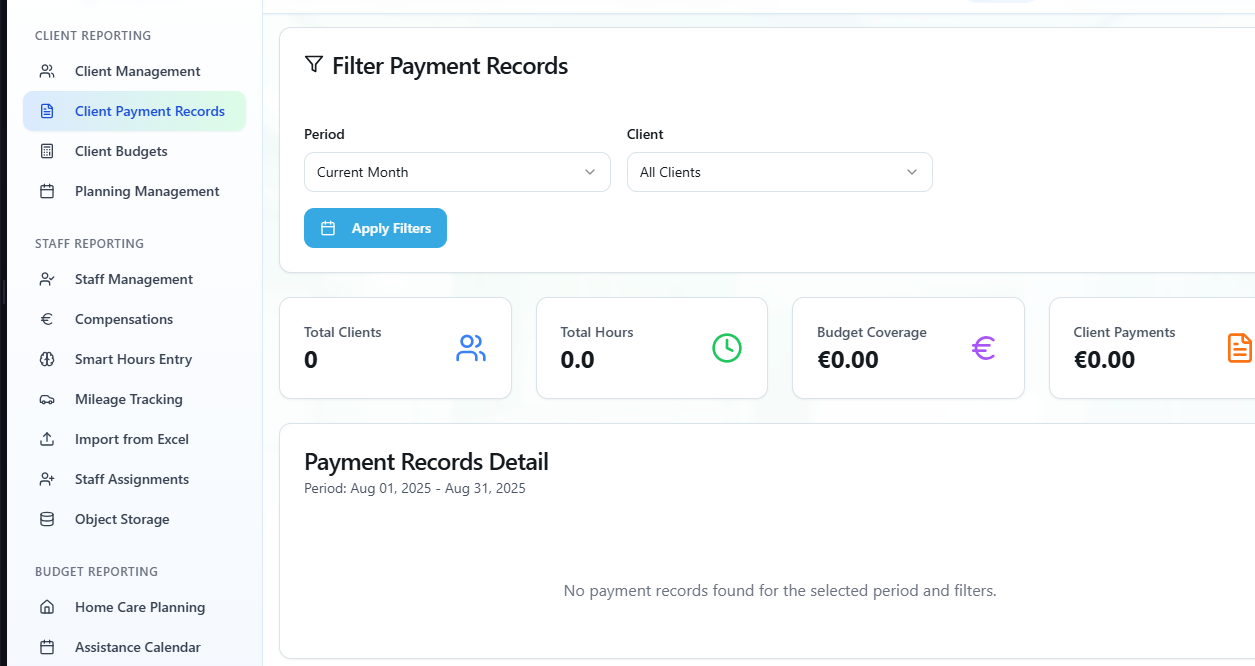 CLIENT REPORTING
Client Management
Client Payment Records
Client Budgets
Planning Management
STAFF REPORTING
Staff Management
Compensations
Smart Hours Entry
Mileage Tracking
Import from Excel
Staff Assignments
Object Storage
BUDGET REPORTING
Home Care Planning
Assistance Calendar
Filter Payment Records
Period
Client
Current Month
All Clients
Apply Filters
Total Clients
0
Total Hours
0.0
Budget Coverage
€0.00
Client Payments
€0.00
Payment Records Detail
Period: Aug 01, 2025 - Aug 31, 2025
No payment records found for the selected period and filters.